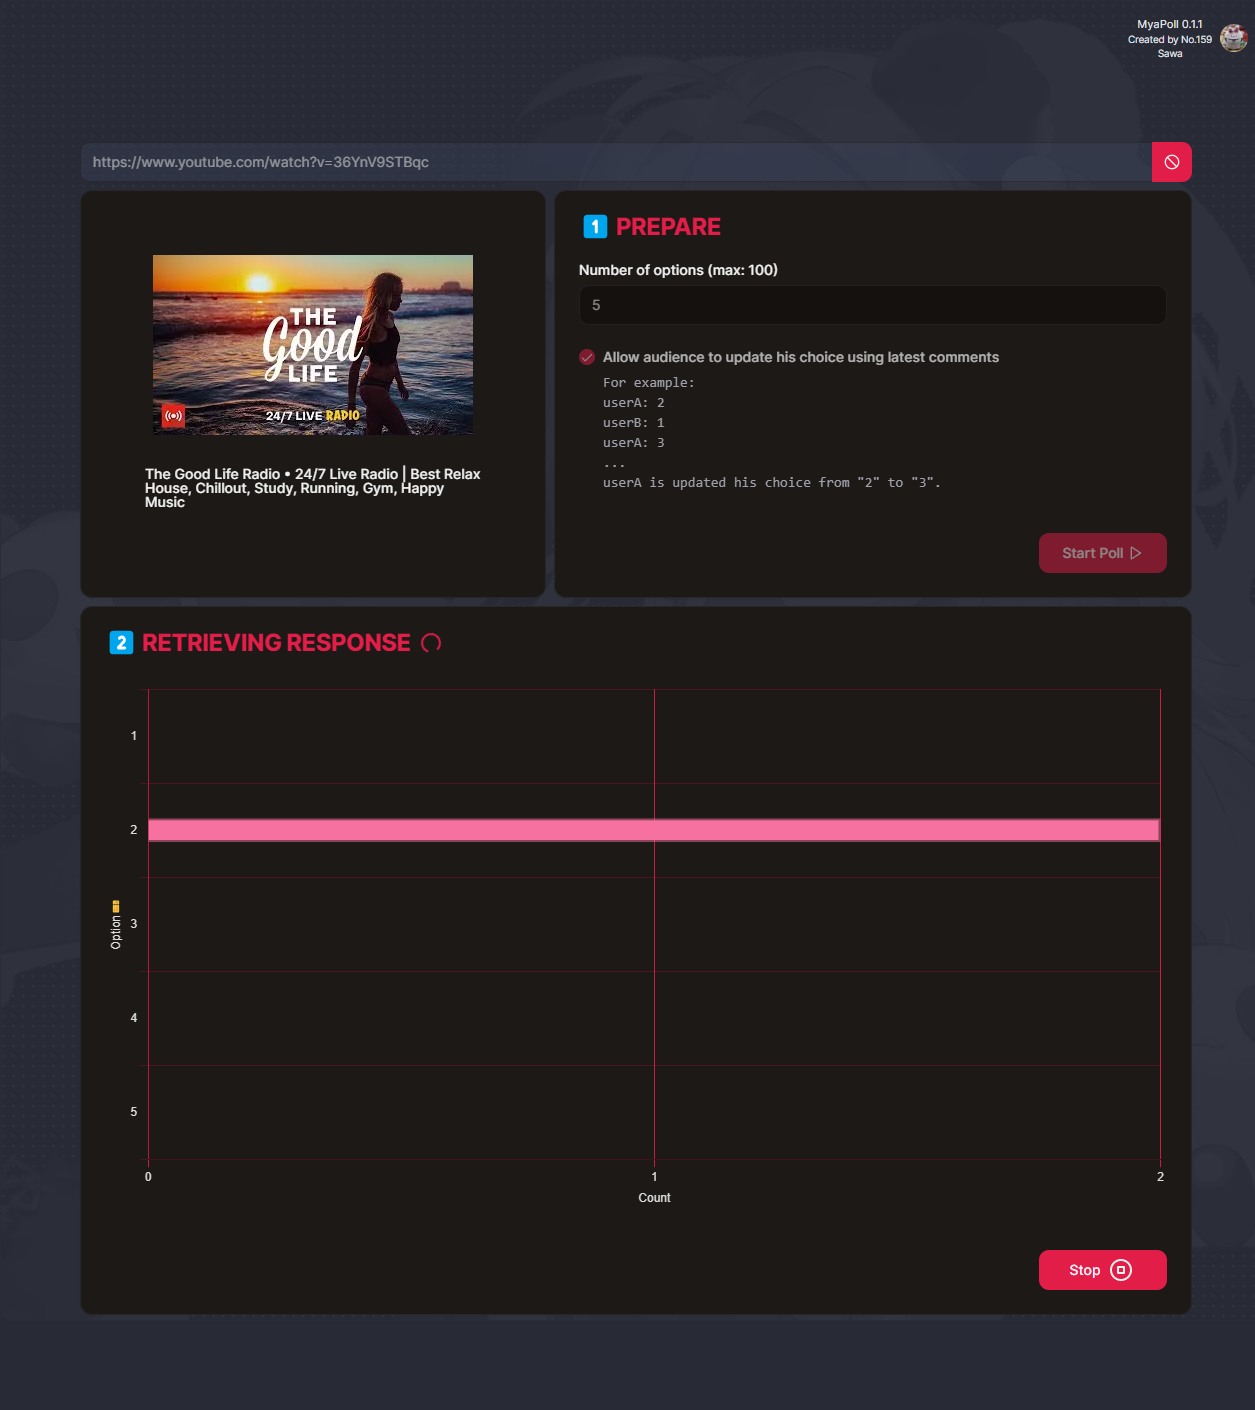 MyaPoll 0.1.1
Created by No.159
Sawa
https://www.youtube.com/watch?v=36YnV9STBqc
THE
Good
LIFE
24/7 LIVE RADIO
The Good Life Radio • 24/7 Live Radio | Best Relax
House, Chillout, Study, Running, Gym, Happy
Music
1 PREPARE
Number of options (max: 100)
5
Allow audience to update his choice using latest comments
For example:
userA: 2
userB: 1
userA: 3
...
userA is updated his choice from "2" to "3".
Start Poll
2 RETRIEVING RESPONSE
1
2
3
4
5
Option
0 1 2
Count
Stop